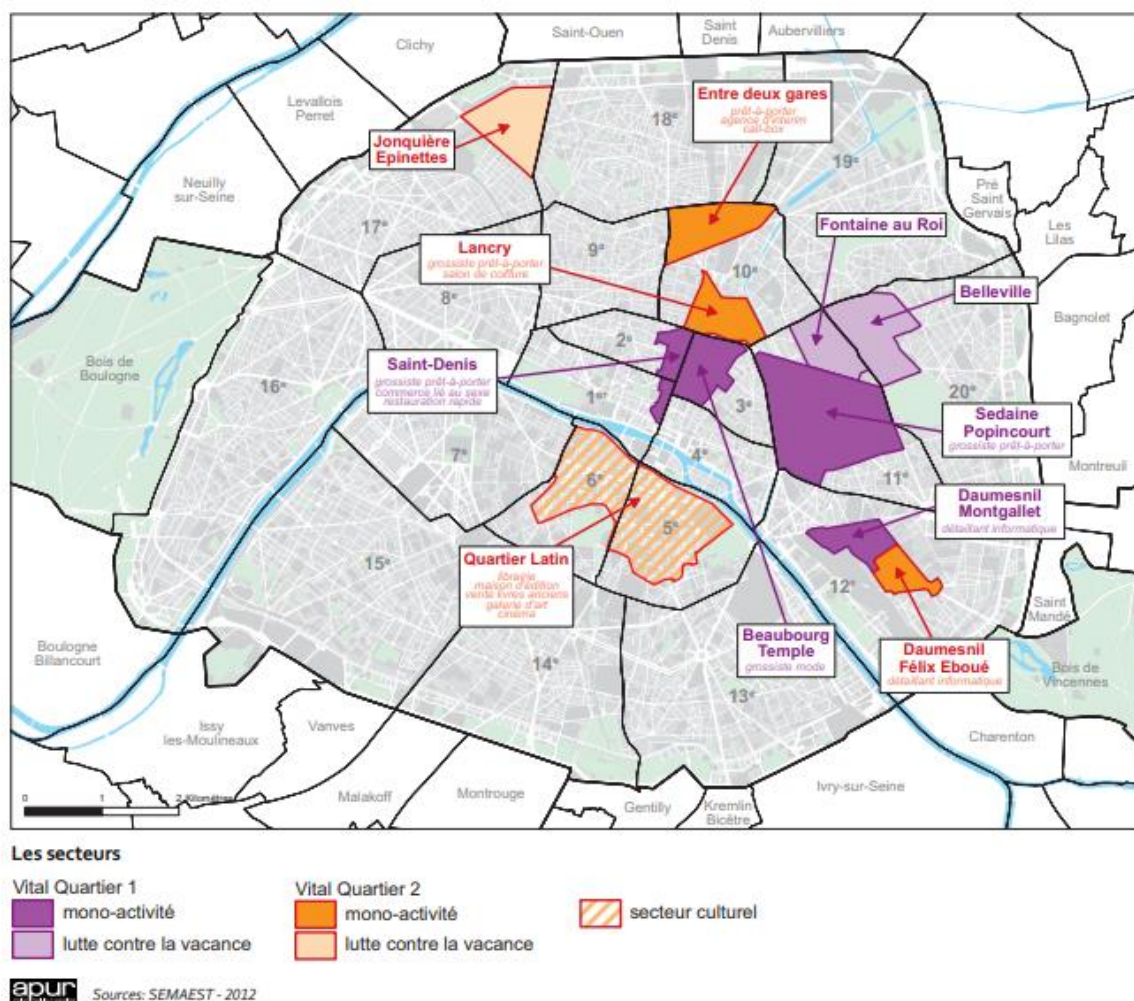 Clichy
Saint-Ouen
Saint
Denis
Aubervilliers
Levallois
Perret
Neuilly
sur-Seine
Jonquière
Epinettes
18e
Entre deux gares
prêt-à-porter
agence d'interim
call-box
19e
Pré
Saint
Gervais
Les
Lilas
17e
Lancry
grossiste prêt-à-porter
salon de coiffure
9e
10e
Fontaine au Roi
Belleville
Bagnolet
8e
2e
Bois de
Boulogne
16e
Saint-Denis
grossiste prêt-à-porter
commerce lié au sexe
restauration rapide
1er
3e
20e
Sedaine
Popincourt
grossiste prêt-à-porter
7e
4e
6e
5e
11e
Montreuil
Daumesnil
Montgallet
détaillant informatique
15e
Quartier Latin
librairie
maison d'édition
vente livres anciens
galerie d'art
cinéma
12e
Saint
Mandé
Boulogne
Billancourt
14e
13e
Beaubourg
Temple
grossiste mode
Daumesnil
Félix Eboué
détaillant informatique
Bois de
Vincennes
Issy
les-Moulineaux
Vanves
Charenton
Malakoff
Montrouge
Gentilly
Kremlin
Bicêtre
Ivry-sur-Seine
0 1 2 Kilomètres
Les secteurs
Vital Quartier 1
mono-activité
lutte contre la vacance
Vital Quartier 2
mono-activité
lutte contre la vacance
secteur culturel
apur
Sources: SEMAEST - 2012